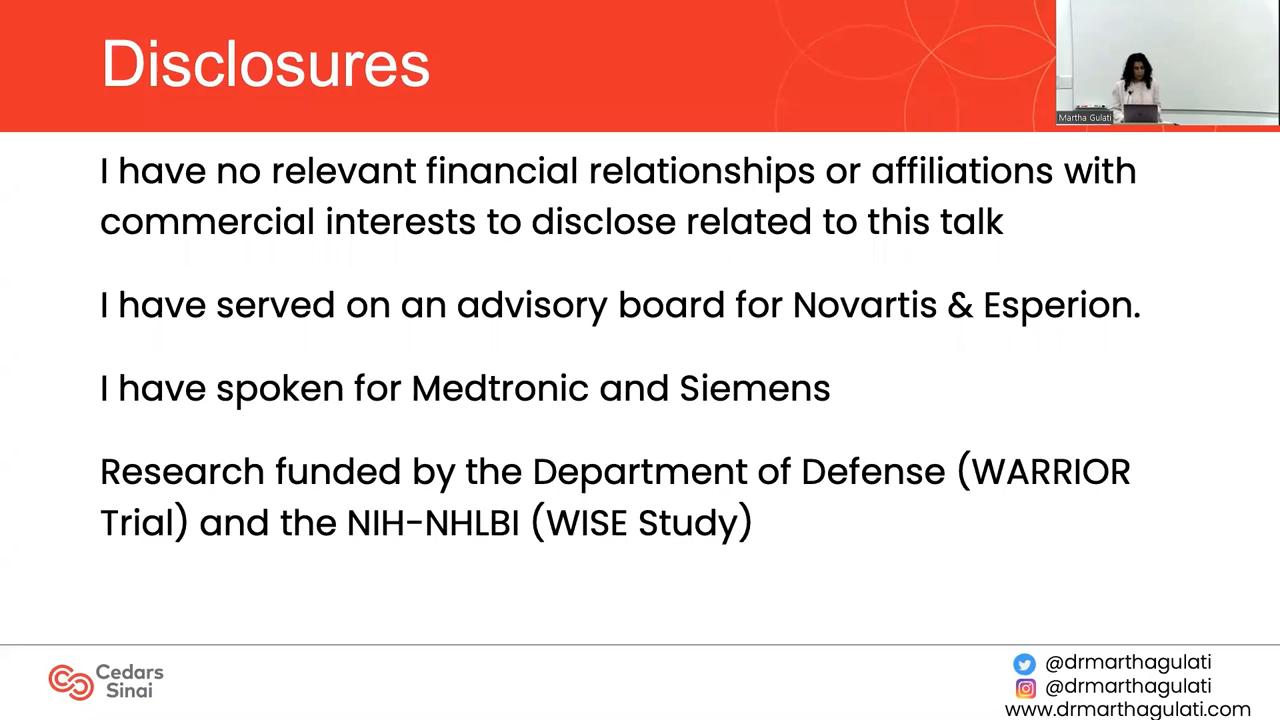 Disclosures
Martha Gulati
I have no relevant financial relationships or affiliations with
commercial interests to disclose related to this talk
I have served on an advisory board for Novartis & Esperion.
I have spoken for Medtronic and Siemens
Research funded by the Department of Defense (WARRIOR
Trial) and the NIH-NHLBI (WISE Study)
Cedars
Sinai
@drmarthagulati
@drmarthagulati
www.drmarthagulati.com